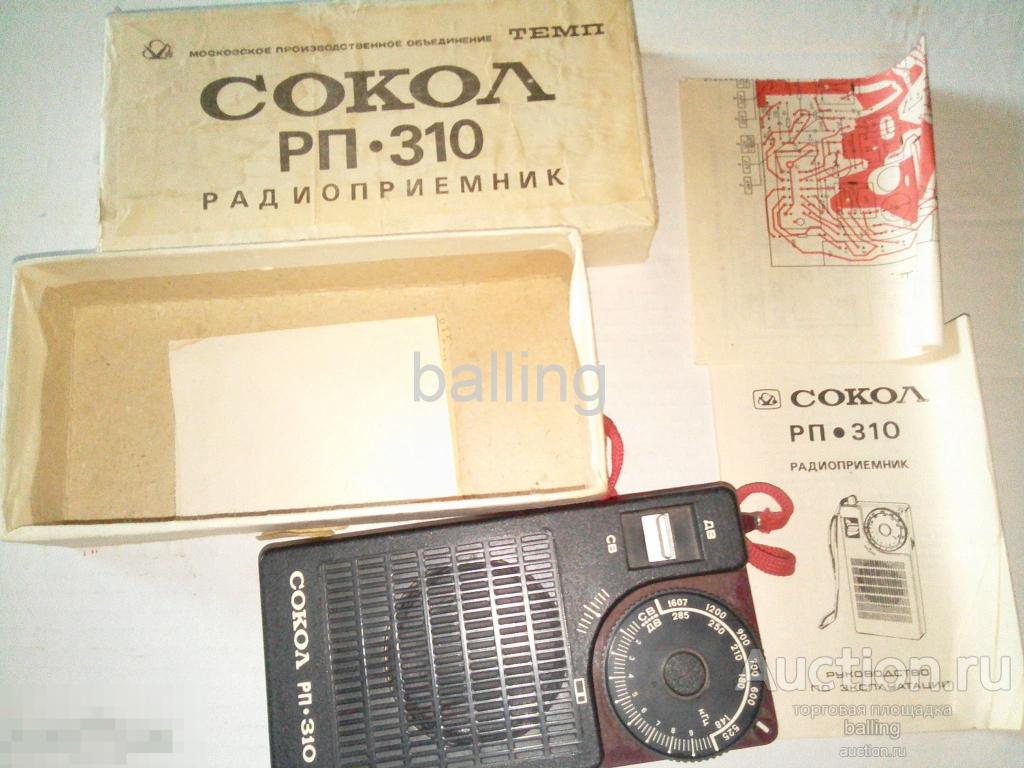 МОСКОВСКОЕ ПРОИЗВОДСТВЕННОЕ ОБЪЕДИНЕНИЕ ТЕМП
СОКОЛ
РП·310
РАДИОПРИЕМНИК
balling
СОКОЛ
РП•310
РАДИОПРИЕМНИК
РУКОВОДСТВО
ПО ЭКСПЛУАТАЦИИ
СОКОЛ РП·310
СВ
ДВ
СВ 1607 1200 900 700 600 525
ДВ 285 250 210 160 148
Auction.ru
торговая площадка
balling
auction.ru